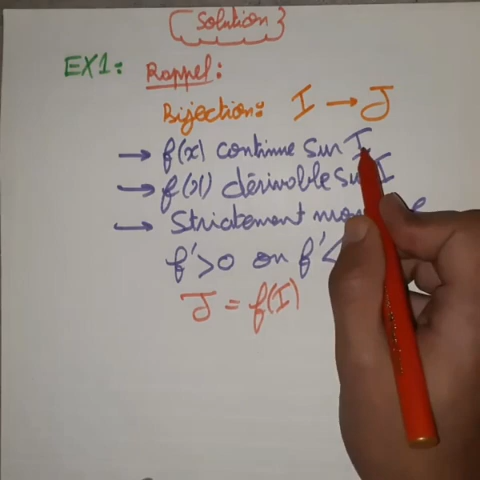 Solution
EX1: Rappel:
Bijection: I → J
→ f(x) continue sur I
→ f(x) dérivable sur I
→ Strictement
f'>0 ou f'<
J = f(I)